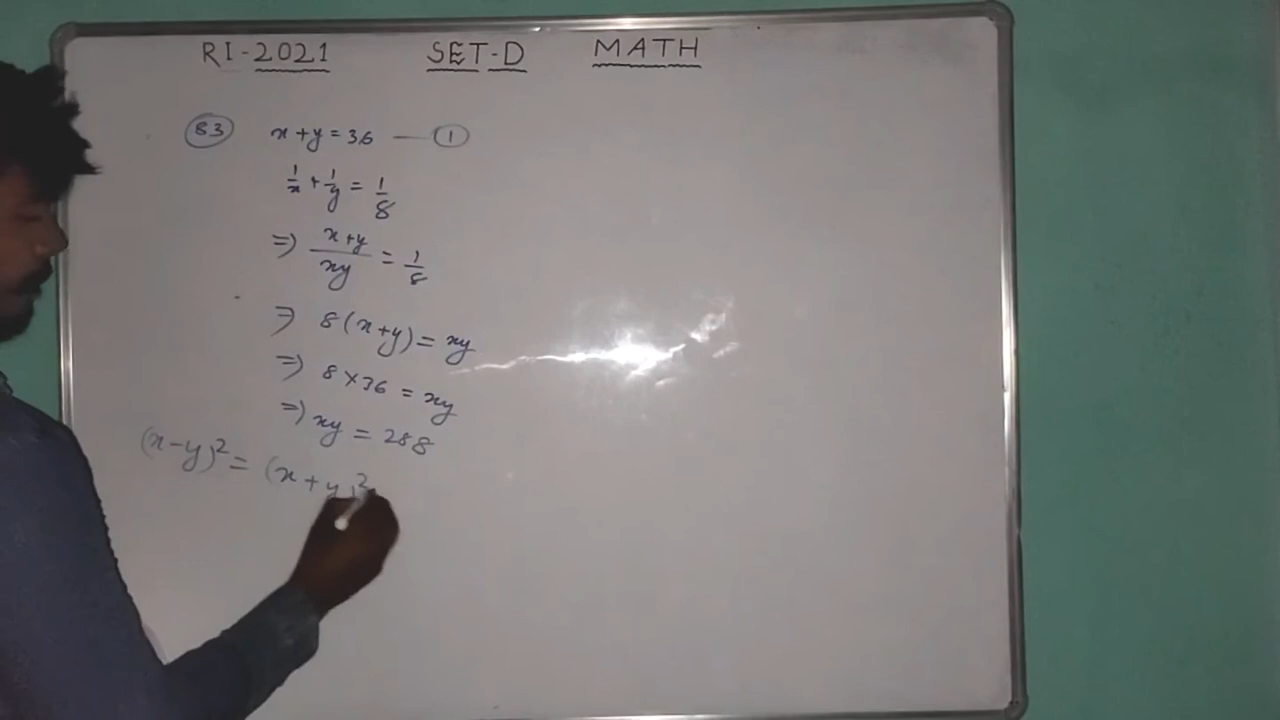 RI-2021 SET-D MATH
83 x+y=36 — 1
1/x + 1/y = 1/8
=> x+y/xy = 1/8
=> 8(x+y) = xy
=> 8×36 = xy
=> xy = 288
(x-y)² = (x+y)²